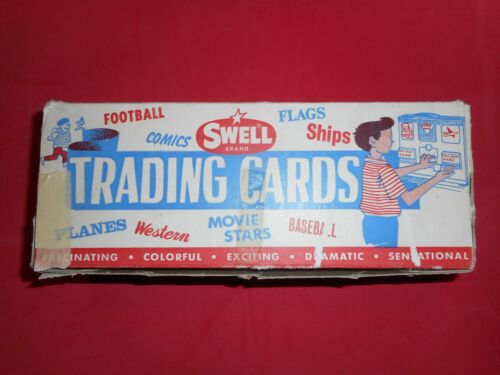 FOOTBALL
COMICS
SWELL
BRAND
FLAGS
Ships
TRADING CARDS
PLANES
Western
MOVIE
STARS
BASEBALL
FASCINATING • COLORFUL • EXCITING • DRAMATIC • SENSATIONAL